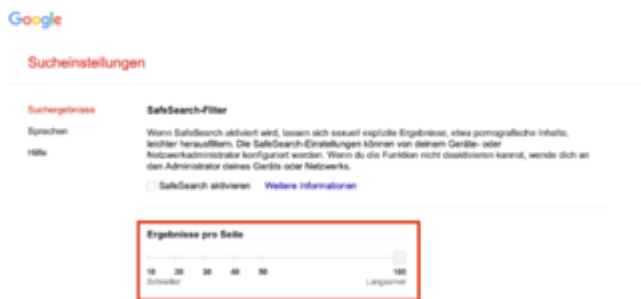 Google
Sucheinstellungen
Suchergebnisse
Sprachen
Hilfe
SafeSearch-Filter
Wenn SafeSearch aktiviert wird, lassen sich sexuell explizite Ergebnisse, etwa pornografische Inhalte,
leichter herausfiltern. Die SafeSearch-Einstellungen können von deinem Geräte- oder
Netzwerkadministrator konfiguriert werden. Wenn du die Funktion nicht deaktivieren kannst, wende dich an
den Administrator deines Geräts oder Netzwerks.
SafeSearch aktivieren Weitere Informationen
Ergebnisse pro Seite
10 20 30 40 50 100
Schneller Langsamer